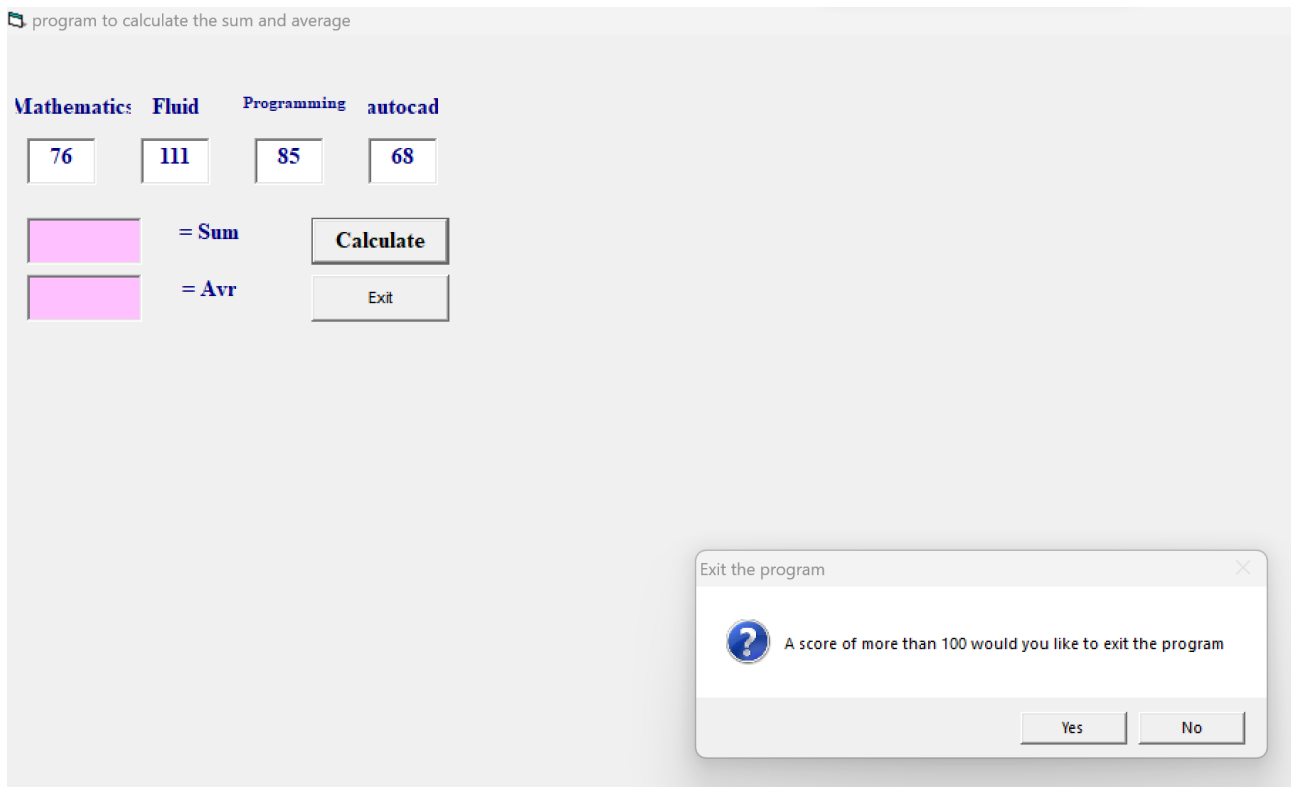 program to calculate the sum and average
Mathematics Fluid Programming autocad
76 111 85 68
= Sum Calculate
= Avr Exit
Exit the program
A score of more than 100 would you like to exit the program
Yes No